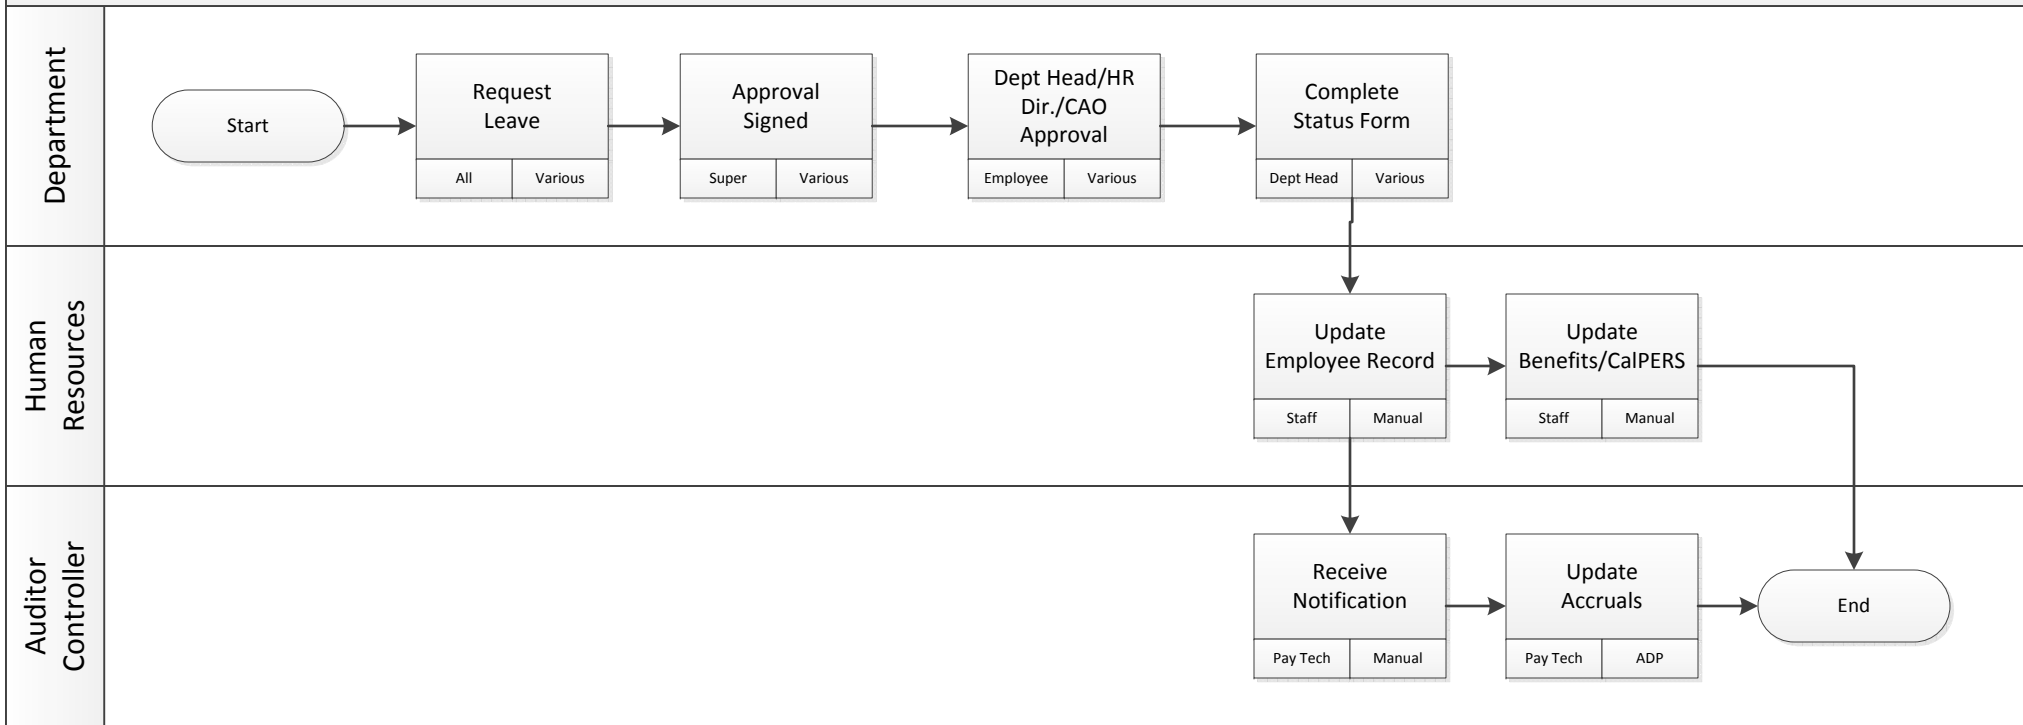 Department
Start
Request
Leave
All
Various
Approval
Signed
Super
Various
Dept Head/HR
Dir./CAO
Approval
Employee
Various
Complete
Status Form
Dept Head
Various
Human
Resources
Update
Employee Record
Staff
Manual
Update
Benefits/CalPERS
Staff
Manual
Auditor
Controller
Receive
Notification
Pay Tech
Manual
Update
Accruals
Pay Tech
ADP
End